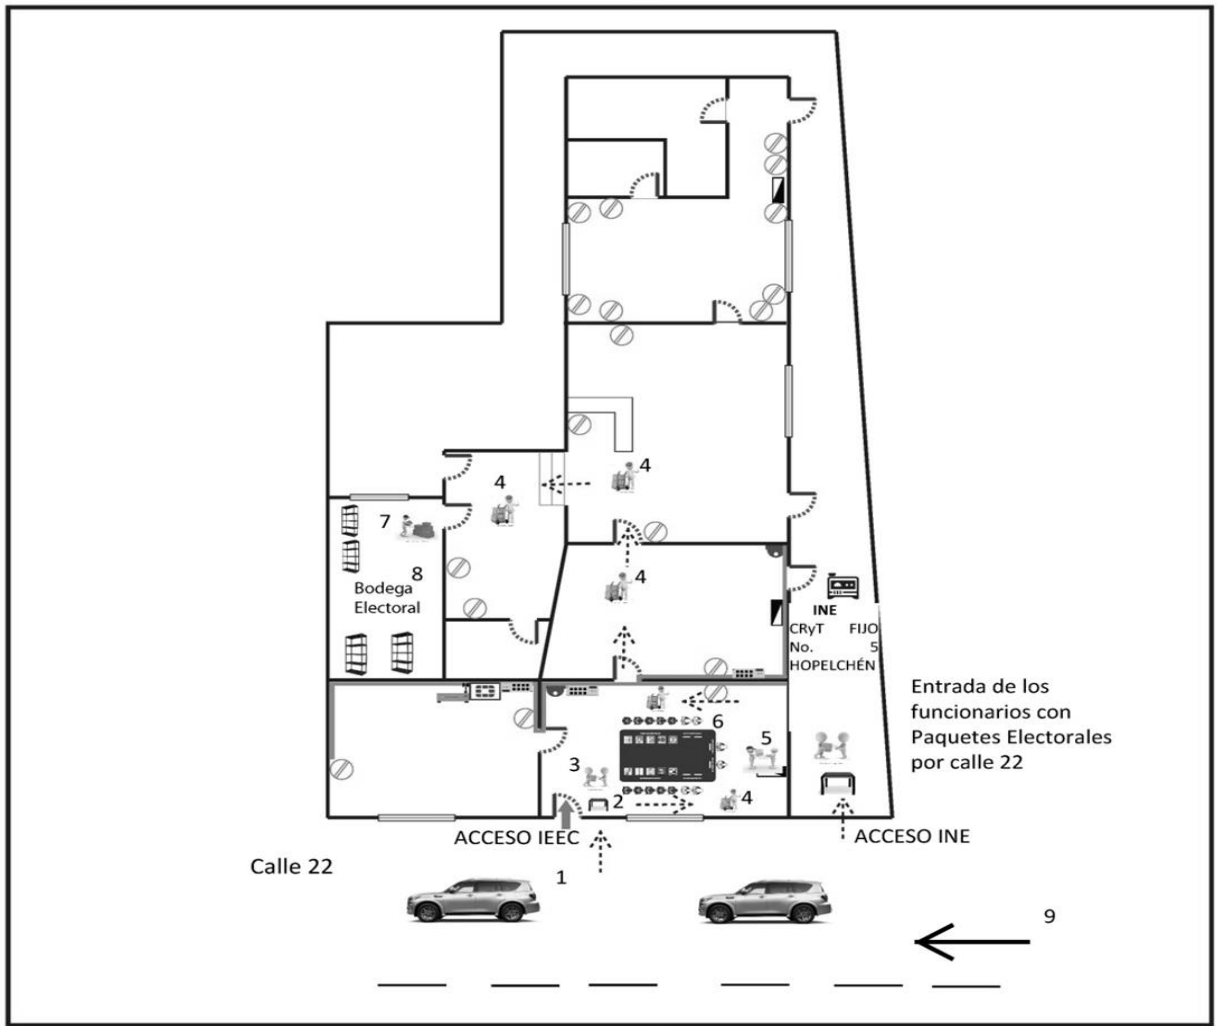 4
4
7
8
Bodega
Electoral
4
INE
CRyT FIJO
No. 5
HOPELCHÉN
Entrada de los
funcionarios con
Paquetes Electorales
por calle 22
6
5
3
2
4
ACCESO IEEC
ACCESO INE
Calle 22
1
9